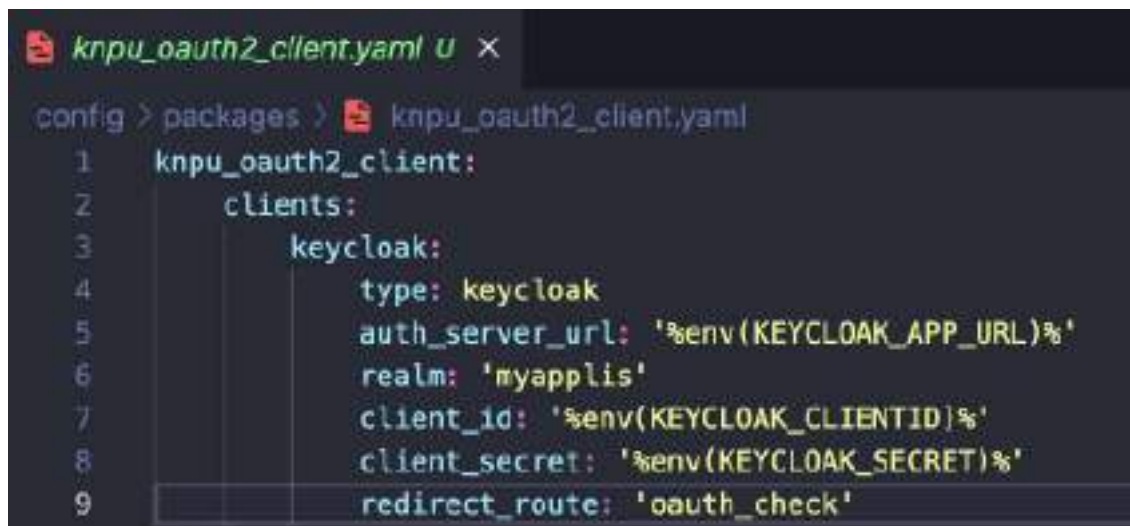 knpu_oauth2_client.yaml U ×
config > packages > knpu_oauth2_client.yaml
1 knpu_oauth2_client:
2 clients:
3 keycloak:
4 type: keycloak
5 auth_server_url: '%env(KEYCLOAK_APP_URL)%'
6 realm: 'myapplis'
7 client_id: '%env(KEYCLOAK_CLIENTID)%'
8 client_secret: '%env(KEYCLOAK_SECRET)%'
9 redirect_route: 'oauth_check'